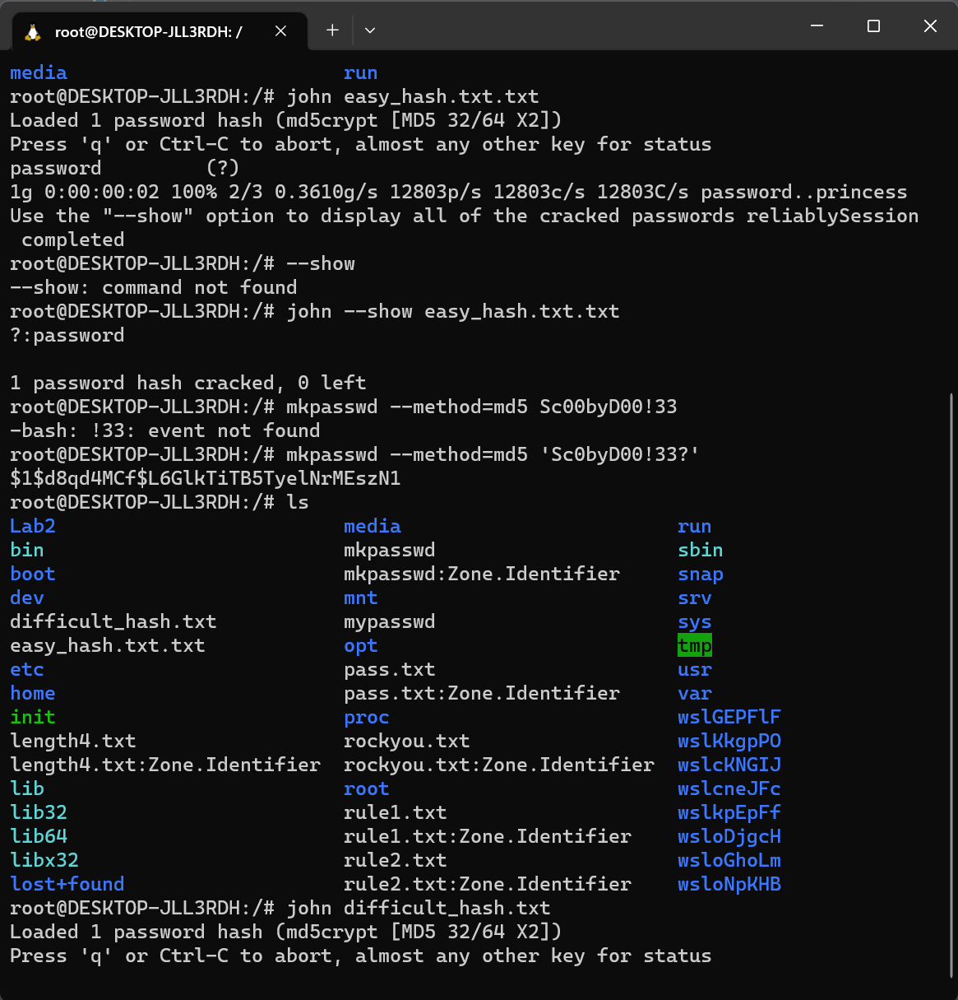 root@DESKTOP-JLL3RDH: /
media                        run
root@DESKTOP-JLL3RDH:/# john easy_hash.txt.txt
Loaded 1 password hash (md5crypt [MD5 32/64 X2])
Press 'q' or Ctrl-C to abort, almost any other key for status
password         (?)
1g 0:00:00:02 100% 2/3 0.3610g/s 12803p/s 12803c/s 12803C/s password..princess
Use the "--show" option to display all of the cracked passwords reliablySession
 completed
root@DESKTOP-JLL3RDH:/# --show
--show: command not found
root@DESKTOP-JLL3RDH:/# john --show easy_hash.txt.txt
?:password

1 password hash cracked, 0 left
root@DESKTOP-JLL3RDH:/# mkpasswd --method=md5 Sc00byD00!33
-bash: !33: event not found
root@DESKTOP-JLL3RDH:/# mkpasswd --method=md5 'Sc0byD00!33?'
$1$d8qd4MCf$L6GlkTiTB5TyelNrMEszN1
root@DESKTOP-JLL3RDH:/# ls
Lab2                         media                        run
bin                          mkpasswd                     sbin
boot                         mkpasswd:Zone.Identifier     snap
dev                          mnt                          srv
difficult_hash.txt           mypasswd                     sys
easy_hash.txt.txt            opt                          tmp
etc                          pass.txt                     usr
home                         pass.txt:Zone.Identifier     var
init                         proc                         wslGEPFlF
length4.txt                  rockyou.txt                  wslKkgpPO
length4.txt:Zone.Identifier  rockyou.txt:Zone.Identifier  wslcKNGIJ
lib                          root                         wslcneJFc
lib32                        rule1.txt                    wslkpEpFf
lib64                        rule1.txt:Zone.Identifier    wsloDjgcH
libx32                       rule2.txt                    wsloGhoLm
lost+found                   rule2.txt:Zone.Identifier    wsloNpKHB
root@DESKTOP-JLL3RDH:/# john difficult_hash.txt
Loaded 1 password hash (md5crypt [MD5 32/64 X2])
Press 'q' or Ctrl-C to abort, almost any other key for status